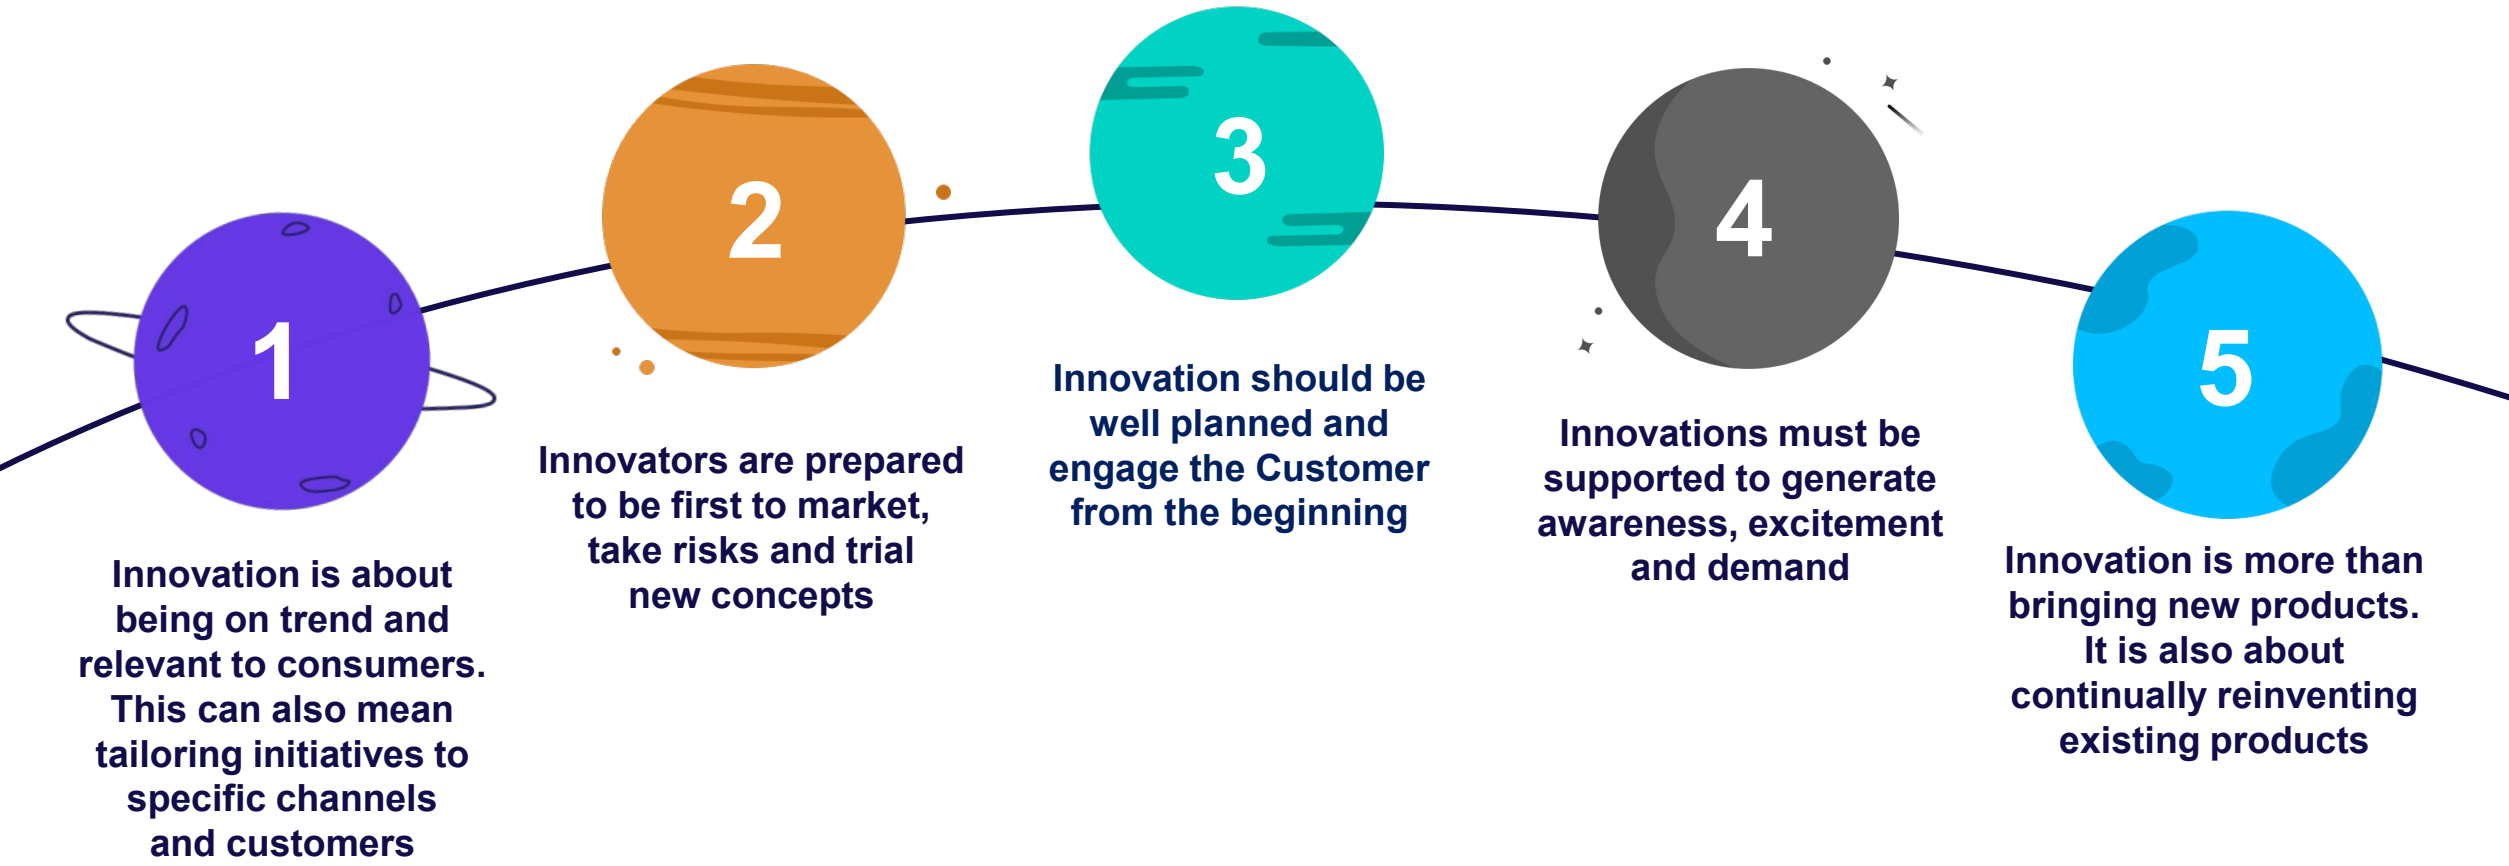 1
Innovation is about
being on trend and
relevant to consumers.
This can also mean
tailoring initiatives to
specific channels
and customers
2
Innovators are prepared
to be first to market,
take risks and trial
new concepts
3
Innovation should be
well planned and
engage the Customer
from the beginning
4
Innovations must be
supported to generate
awareness, excitement
and demand
5
Innovation is more than
bringing new products.
It is also about
continually reinventing
existing products